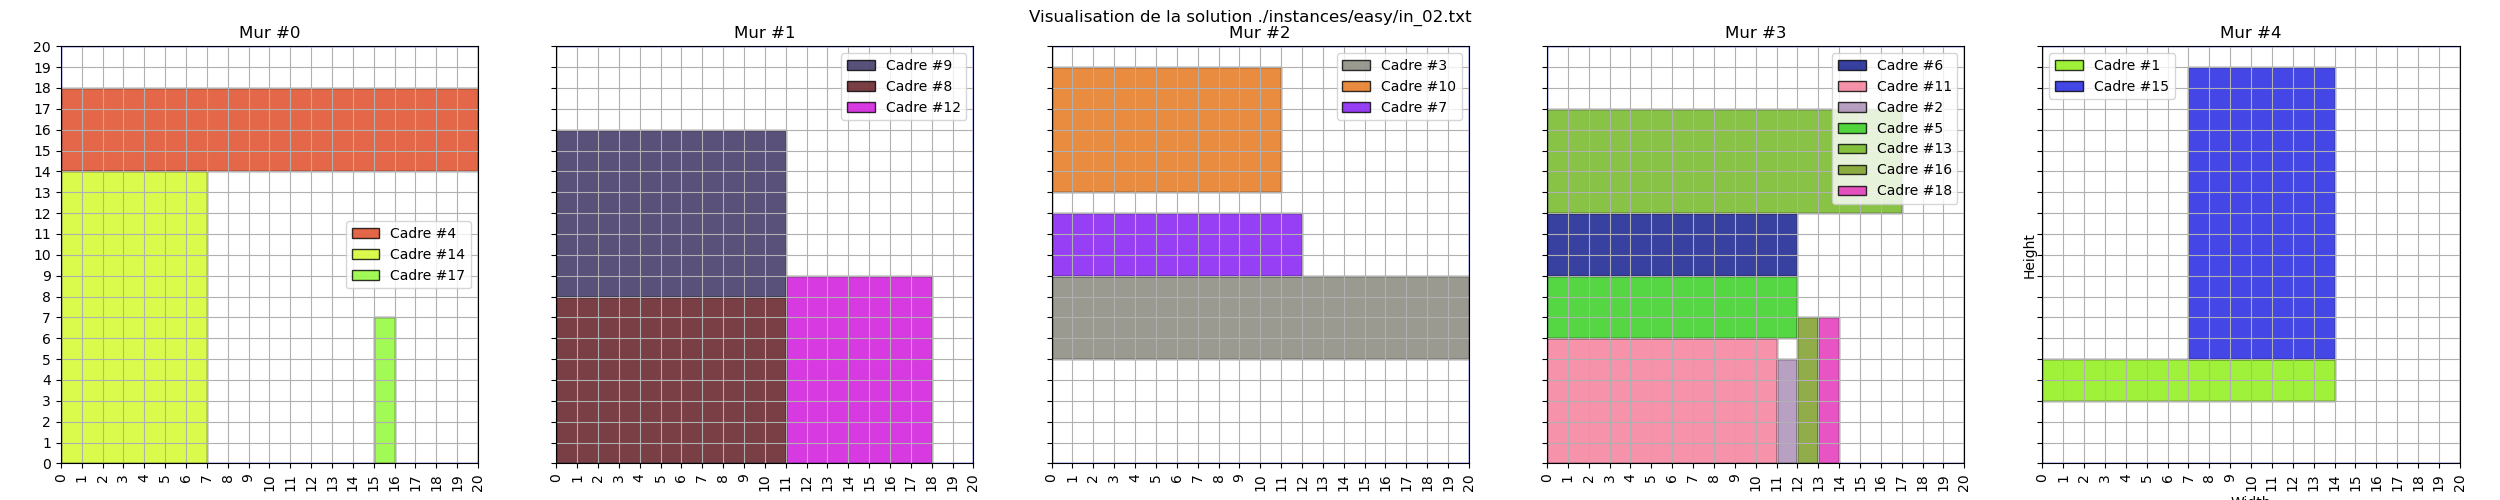 Visualisation de la solution ./instances/easy/in_02.txt
Mur #0
20
19
18
17
16
15
14
13
12
11
10
9
8
7
6
5
4
3
2
1
0
Cadre #4
Cadre #14
Cadre #17
0 1 2 3 4 5 6 7 8 9 10 11 12 13 14 15 16 17 18 19 20
Mur #1
Cadre #9
Cadre #8
Cadre #12
0 1 2 3 4 5 6 7 8 9 10 11 12 13 14 15 16 17 18 19 20
Mur #2
Cadre #3
Cadre #10
Cadre #7
0 1 2 3 4 5 6 7 8 9 10 11 12 13 14 15 16 17 18 19 20
Mur #3
Cadre #6
Cadre #11
Cadre #2
Cadre #5
Cadre #13
Cadre #16
Cadre #18
0 1 2 3 4 5 6 7 8 9 10 11 12 13 14 15 16 17 18 19 20
Mur #4
Cadre #1
Cadre #15
Height
0 1 2 3 4 5 6 7 8 9 10 11 12 13 14 15 16 17 18 19 20
Width